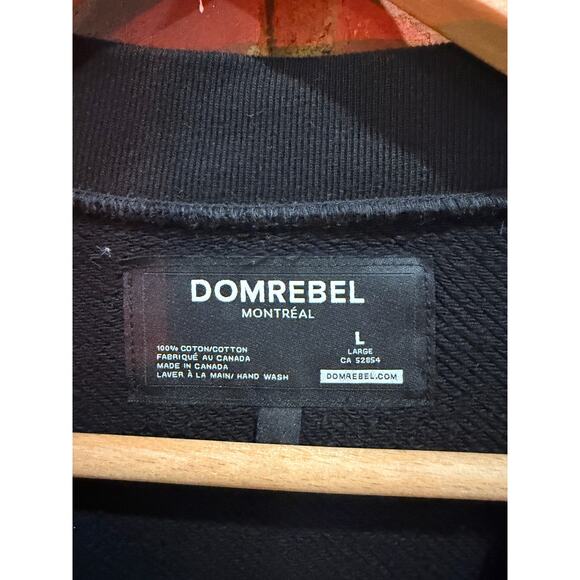 DOMREBEL
MONTRÉAL
100% COTON/COTTON
FABRIQUÉ AU CANADA
MADE IN CANADA
LAVER À LA MAIN/ HAND WASH
L
LARGE
CA 52854
DOMREBEL.COM